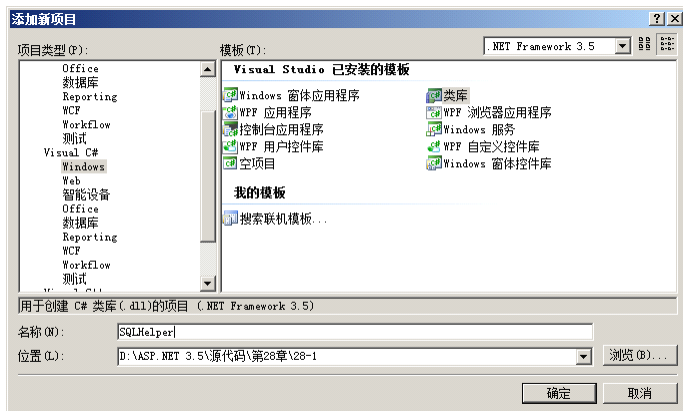 添加新项目
项目类型(P):
模板(T):
.NET Framework 3.5
Office
数据库
Reporting
WCF
Workflow
测试
Visual C#
Windows
Web
智能设备
Office
数据库
Reporting
WCF
Workflow
测试
Visual Studio 已安装的模板
Windows 窗体应用程序
类库
WPF 应用程序
WPF 浏览器应用程序
控制台应用程序
Windows 服务
WPF 用户控件库
WPF 自定义控件库
空项目
Windows 窗体控件库
我的模板
搜索联机模板...
用于创建 C# 类库(.dll)的项目 (.NET Framework 3.5)
名称(N):
SQLHelper
位置(L):
D:\ASP.NET 3.5\源代码\第28章\28-1
浏览(B)...
确定
取消